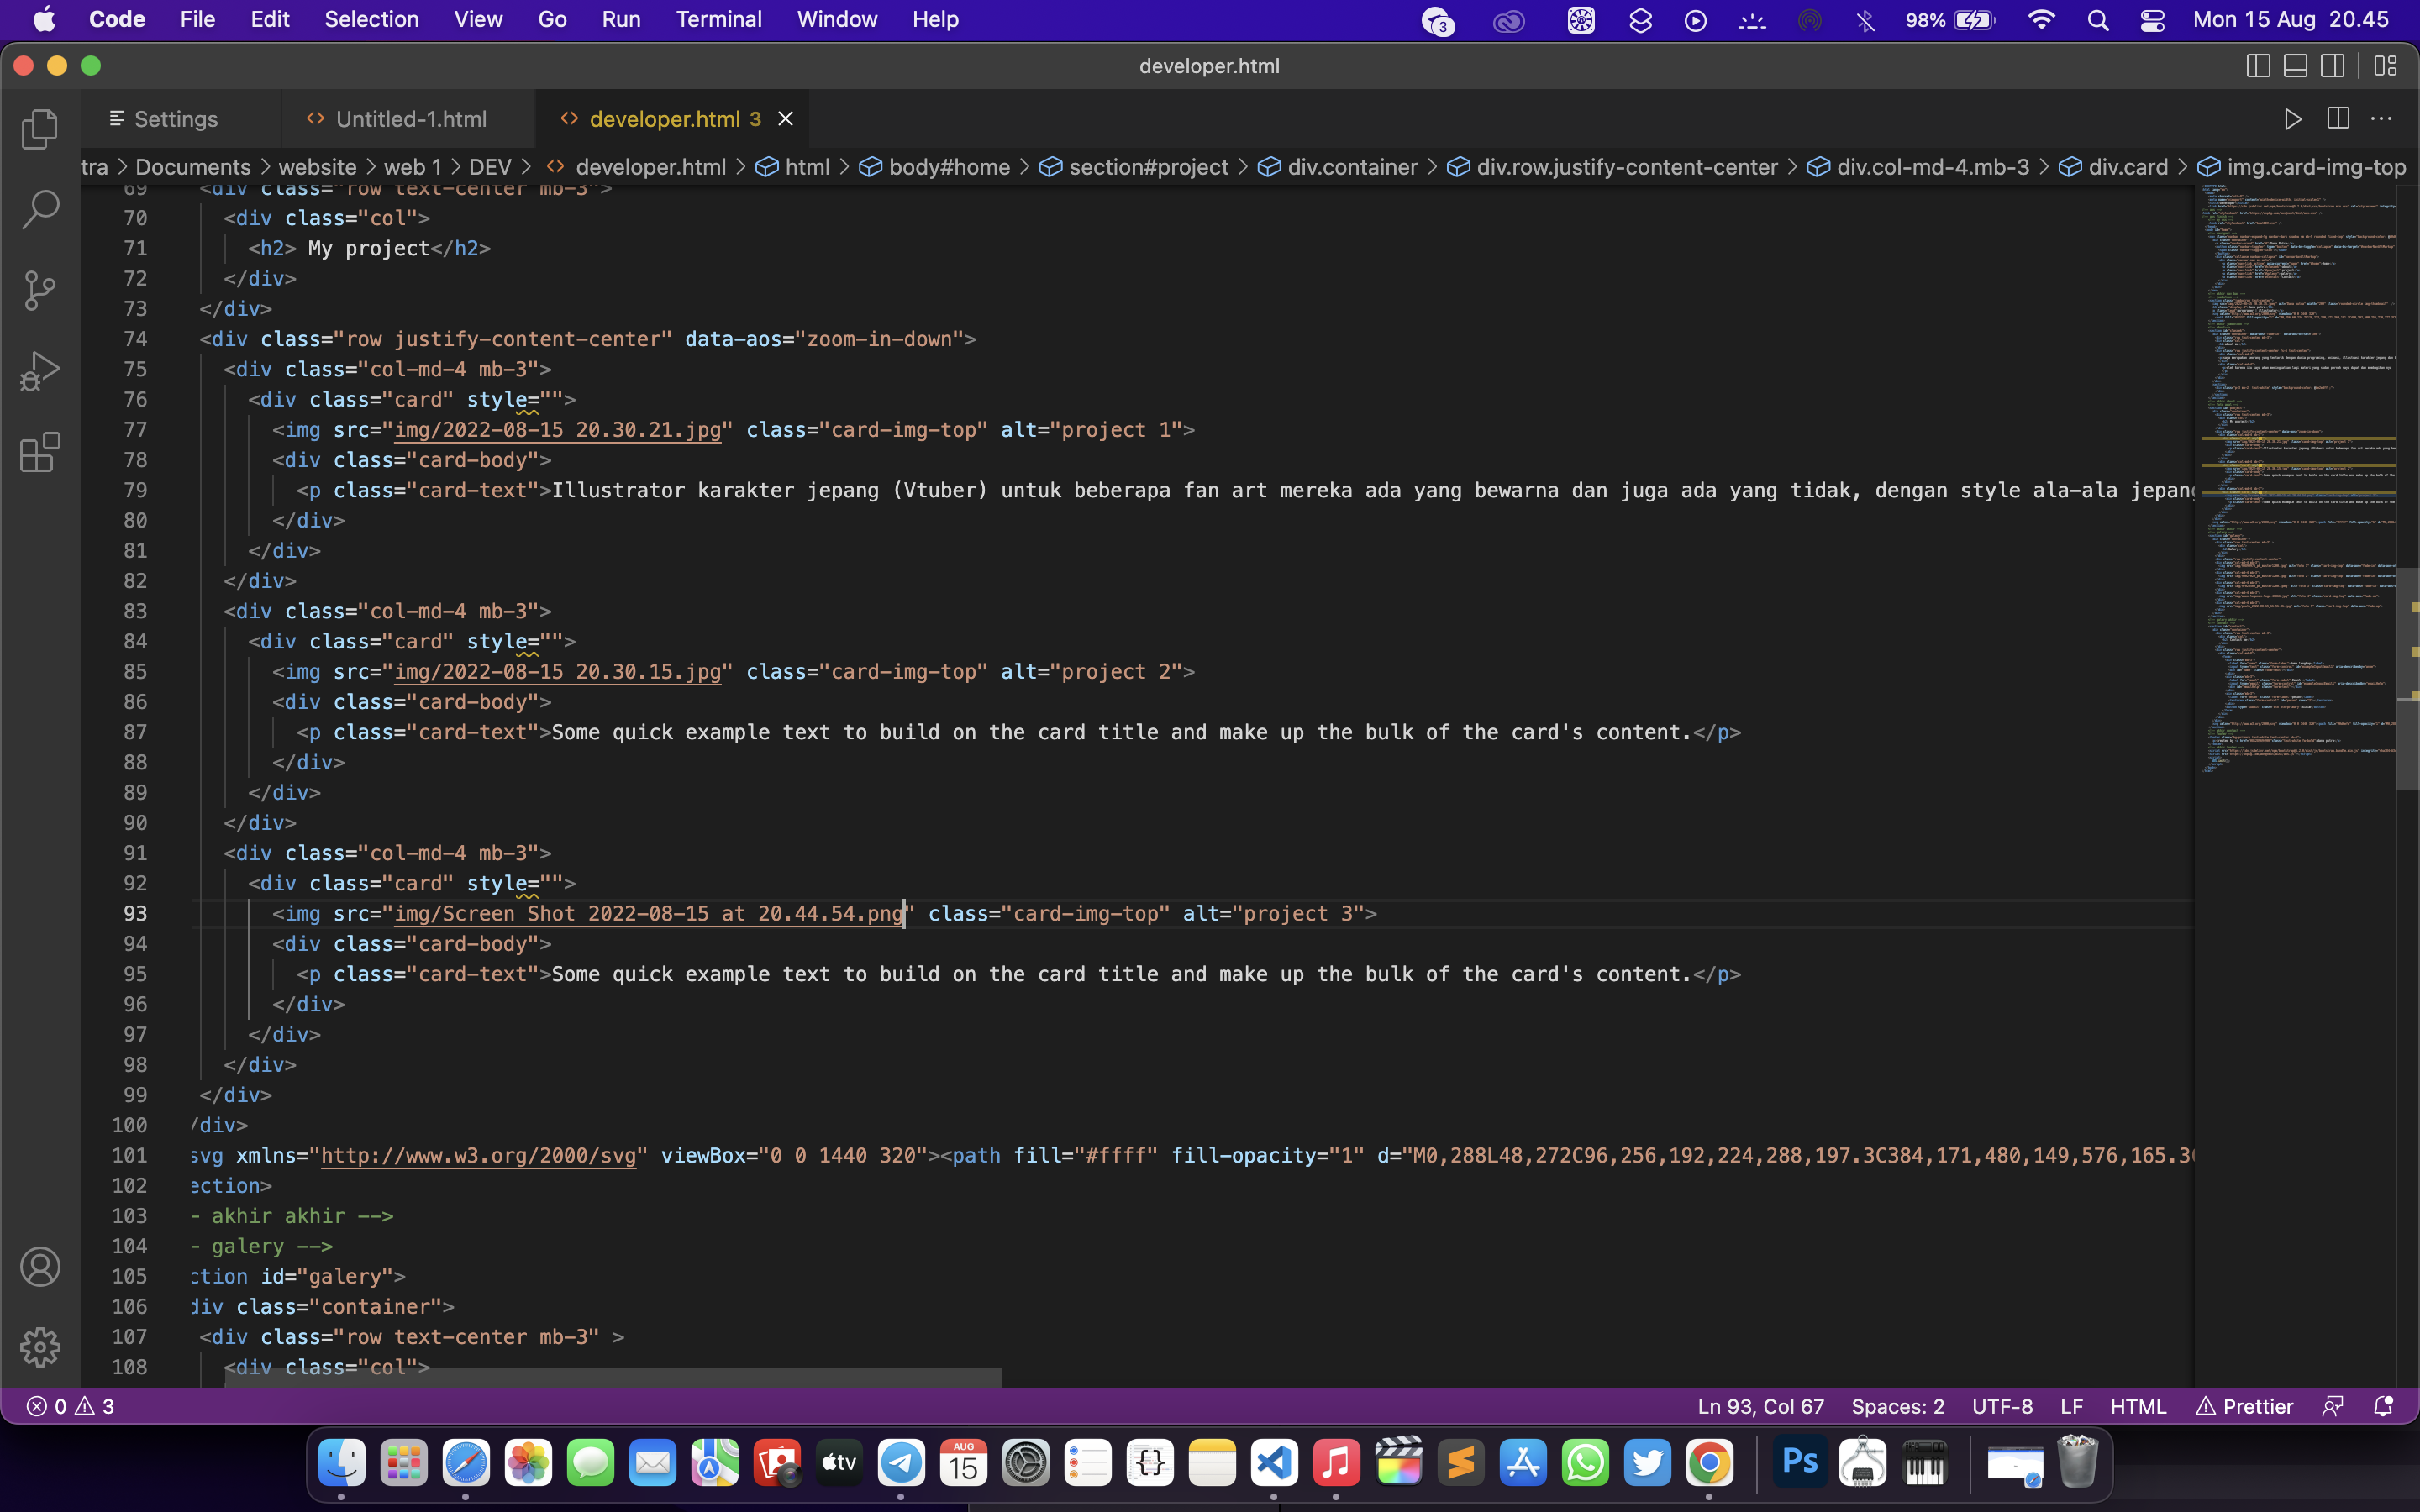 Code File Edit Selection View Go Run Terminal Window Help 3 98% Mon 15 Aug 20.45
developer.html
Settings Untitled-1.html developer.html 3
tra > Documents > website > web 1 > DEV > developer.html > html > body#home > section#project > div.container > div.row.justify-content-center > div.col-md-4.mb-3 > div.card > img.card-img-top
69 <div class="row text-center mb-3">
70 <div class="col">
71 <h2> My project</h2>
72 </div>
73 </div>
74 <div class="row justify-content-center" data-aos="zoom-in-down">
75 <div class="col-md-4 mb-3">
76 <div class="card" style="">
77 <img src="img/2022-08-15 20.30.21.jpg" class="card-img-top" alt="project 1">
78 <div class="card-body">
79 <p class="card-text">Illustrator karakter jepang (Vtuber) untuk beberapa fan art mereka ada yang bewarna dan juga ada yang tidak, dengan style ala-ala jepang
80 </div>
81 </div>
82 </div>
83 <div class="col-md-4 mb-3">
84 <div class="card" style="">
85 <img src="img/2022-08-15 20.30.15.jpg" class="card-img-top" alt="project 2">
86 <div class="card-body">
87 <p class="card-text">Some quick example text to build on the card title and make up the bulk of the card's content.</p>
88 </div>
89 </div>
90 </div>
91 <div class="col-md-4 mb-3">
92 <div class="card" style="">
93 <img src="img/Screen Shot 2022-08-15 at 20.44.54.png" class="card-img-top" alt="project 3">
94 <div class="card-body">
95 <p class="card-text">Some quick example text to build on the card title and make up the bulk of the card's content.</p>
96 </div>
97 </div>
98 </div>
99 </div>
100 /div>
101 svg xmlns="http://www.w3.org/2000/svg" viewBox="0 0 1440 320"><path fill="#ffff" fill-opacity="1" d="M0,288L48,272C96,256,192,224,288,197.3C384,171,480,149,576,165.3
102 ection>
103 - akhir akhir -->
104 - galery -->
105 ction id="galery">
106 div class="container">
107 <div class="row text-center mb-3" >
108 <div class="col">
0 3 Ln 93, Col 67 Spaces: 2 UTF-8 LF HTML Prettier
tv AUG 15 {} Ps